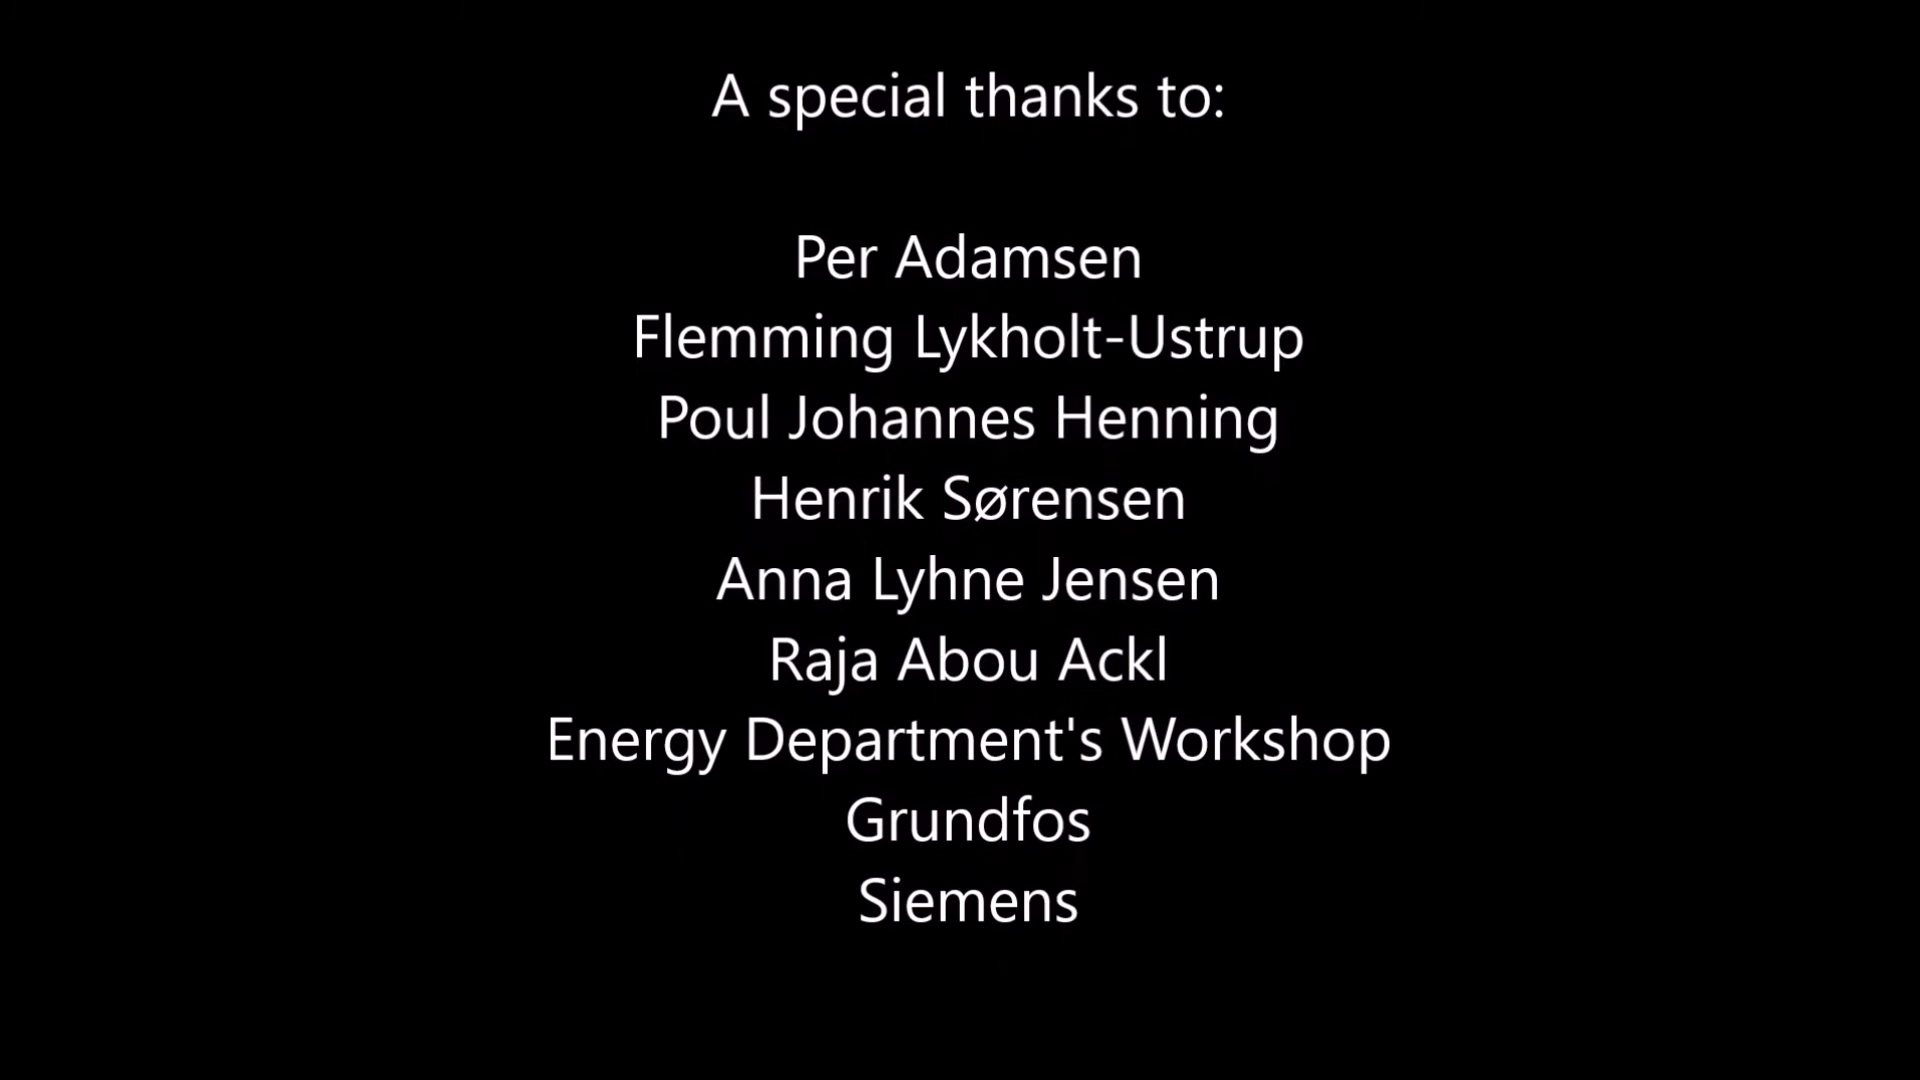 A special thanks to:
Per Adamsen
Flemming Lykholt-Ustrup
Poul Johannes Henning
Henrik Sørensen
Anna Lyhne Jensen
Raja Abou Ackl
Energy Department's Workshop
Grundfos
Siemens